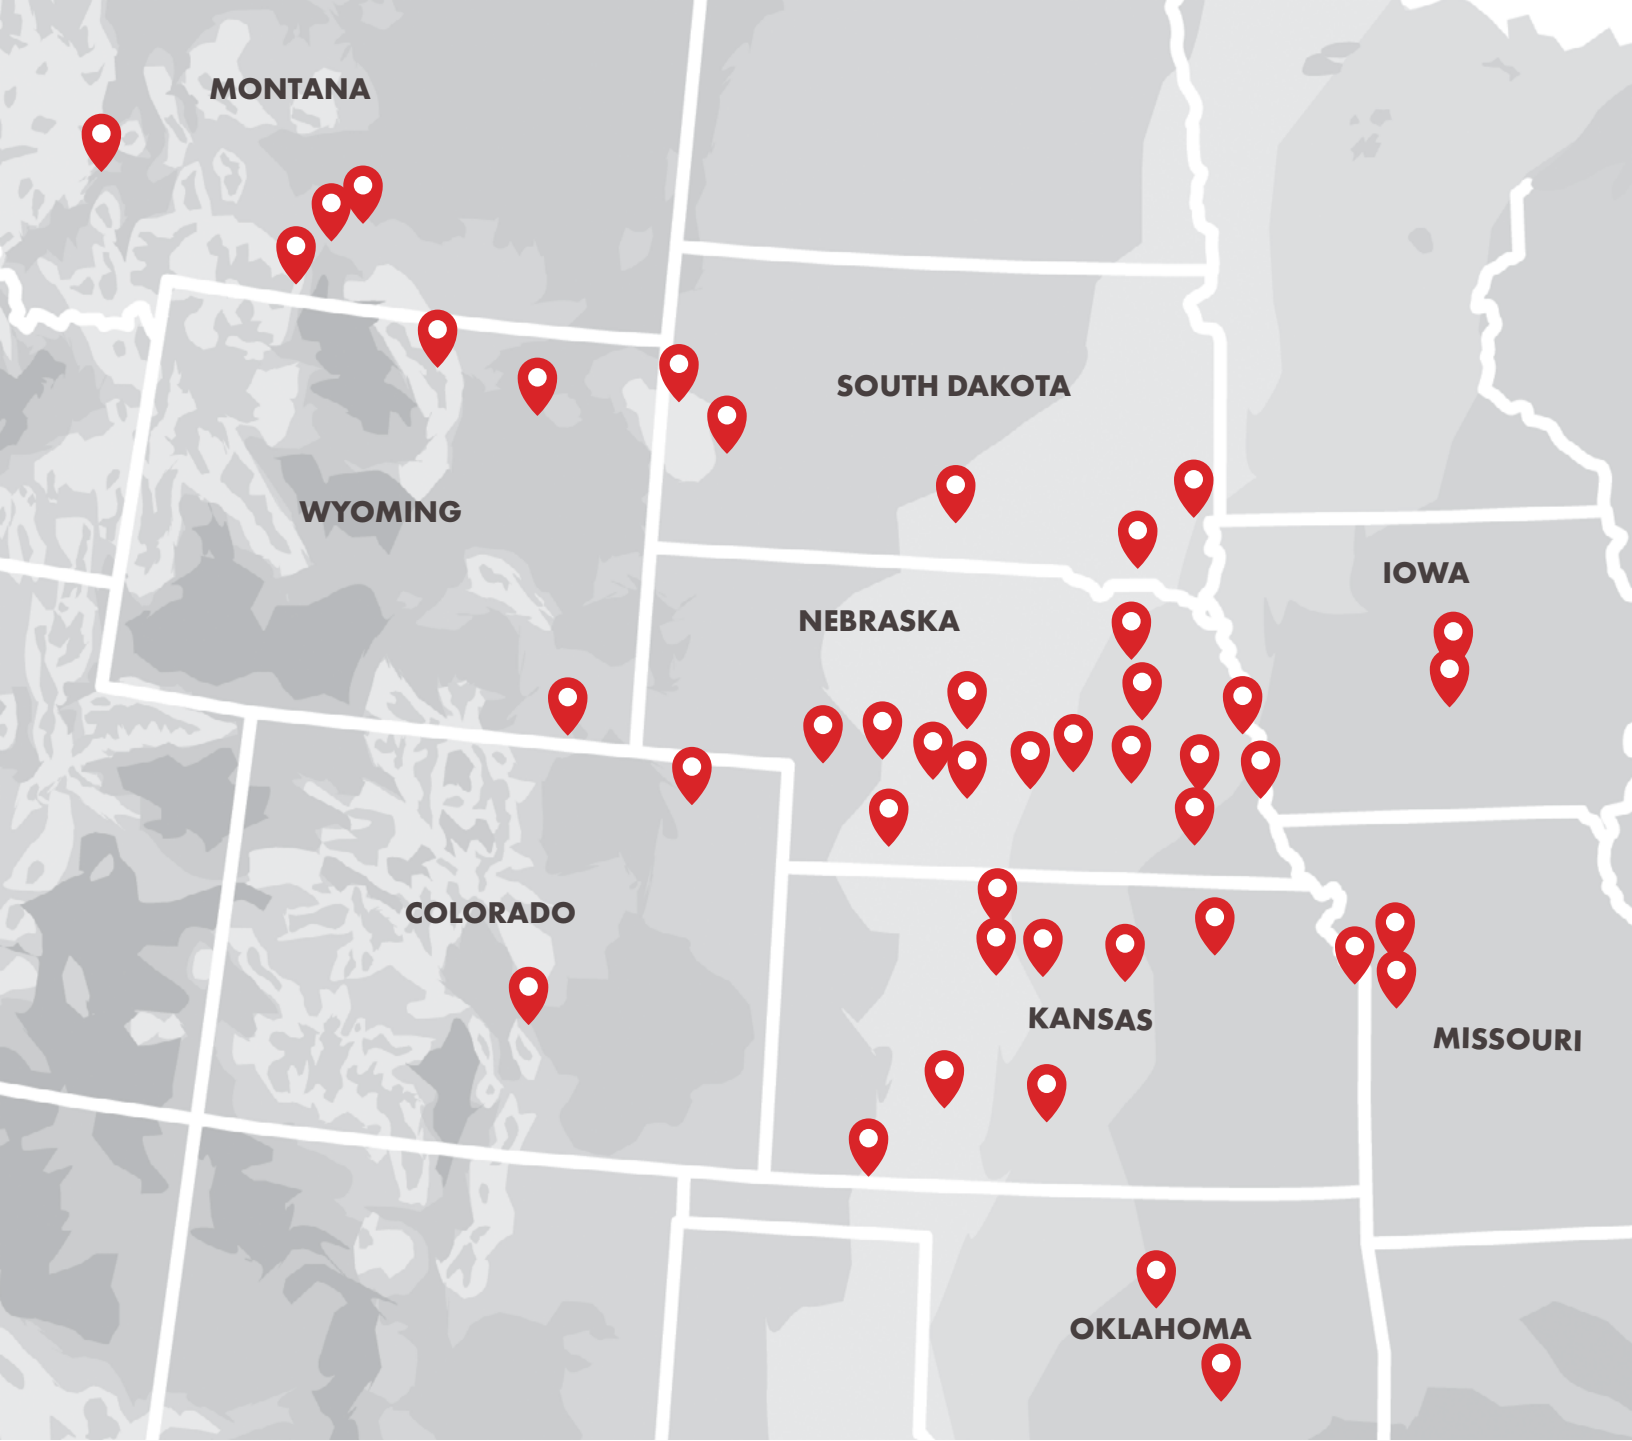 MONTANA
SOUTH DAKOTA
WYOMING
IOWA
NEBRASKA
COLORADO
KANSAS
MISSOURI
OKLAHOMA